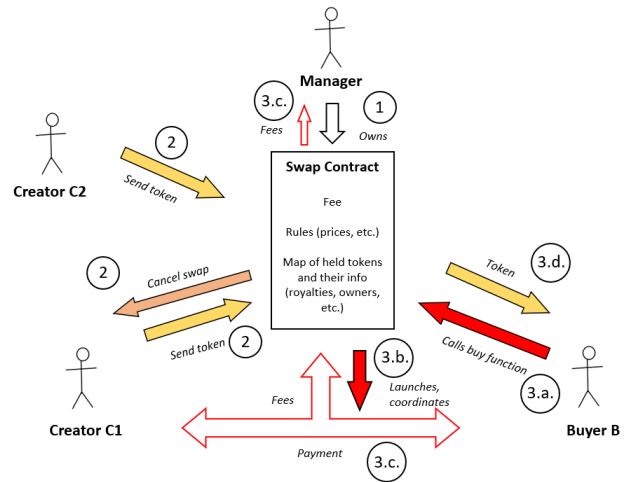 Manager
3.c.
1
Fees
Owns
2
Send token
Creator C2
Swap Contract
Fee
Rules (prices, etc.)
Map of held tokens
and their info
(royalties, owners,
etc.)
2
Cancel swap
Send token
2
Token
3.d.
Calls buy function
3.a.
3.b.
Launches,
coordinates
Fees
Creator C1
Payment
3.c.
Buyer B